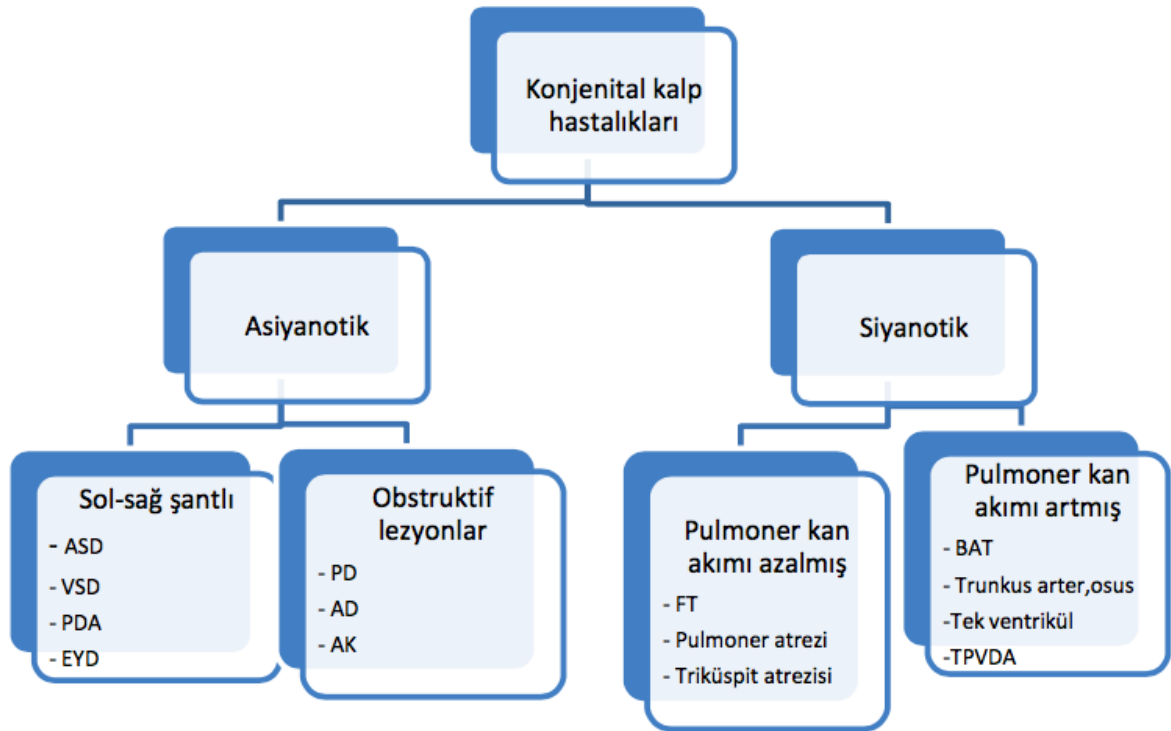 Konjenital kalp
hastalıkları
Asiyanotik
Siyanotik
Sol-sağ şantlı
- ASD
- VSD
- PDA
- EYD
Obstruktif
lezyonlar
- PD
- AD
- AK
Pulmoner kan
akımı azalmış
- FT
- Pulmoner atrezi
- Triküspit atrezisi
Pulmoner kan
akımı artmış
- BAT
- Trunkus arter,osus
-Tek ventrikül
-TPVDA